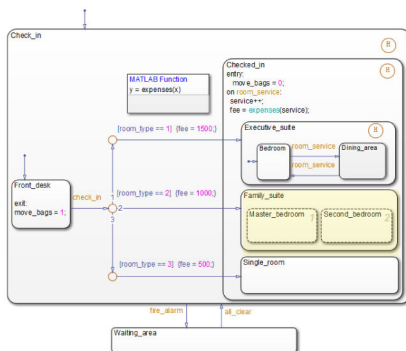 Check_in
H
Checked_in
entry:
move_bags = 0;
on room_service:
service++;
fee = expenses(service);
H
MATLAB Function
y = expenses(x)
[room_type == 1] {fee = 1500;}
Executive_suite
H
Bedroom
room_service
room_service
Dining_area
Front_desk
exit:
move_bags = 1;
check_in
1
2
3
[room_type == 2] {fee = 1000;}
Family_suite
Master_bedroom
1
Second_bedroom
2
[room_type == 3] {fee = 500;}
Single_room
fire_alarm
all_clear
Waiting_area